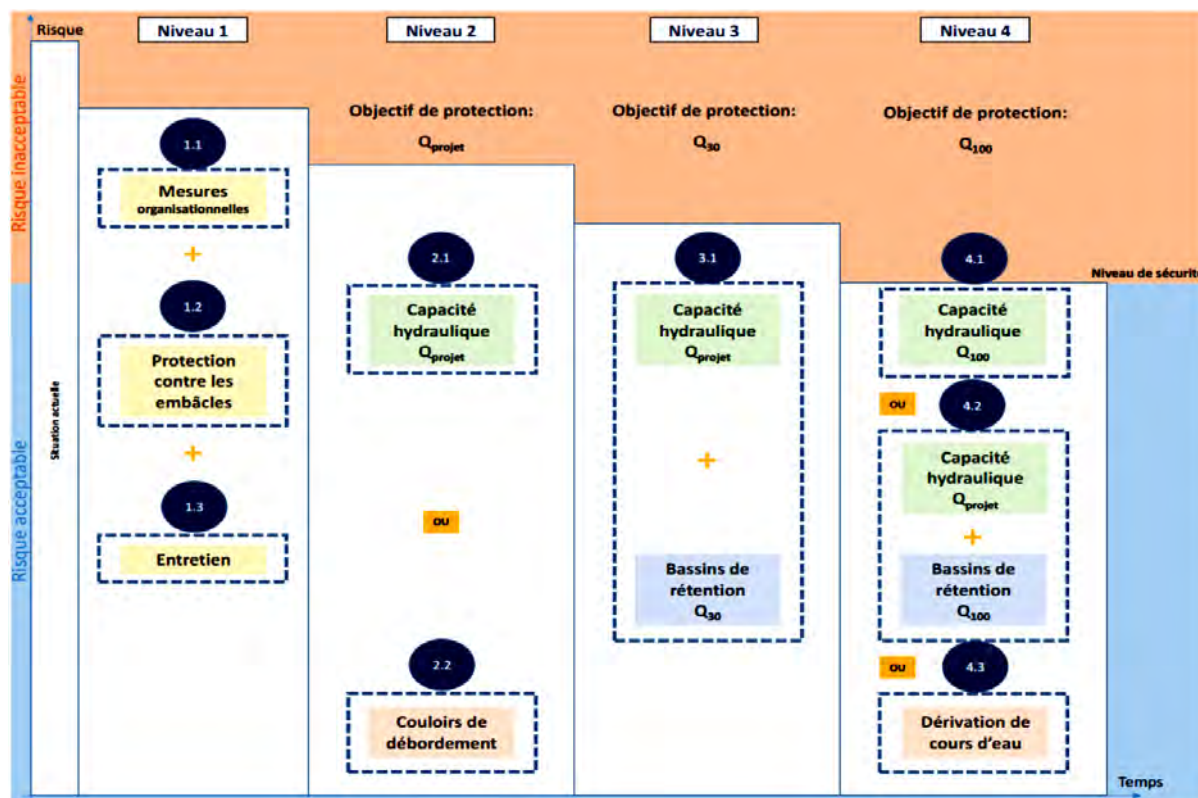 Risque
Niveau 1
Niveau 2
Niveau 3
Niveau 4
Risque inacceptable
Risque acceptable
Situation actuelle
1.1
Mesures
organisationnelles
+
1.2
Protection
contre les
embâcles
+
1.3
Entretien
Objectif de protection:
Qprojet
2.1
Capacité
hydraulique
Qprojet
OU
2.2
Couloirs de
débordement
Objectif de protection:
Q30
3.1
Capacité
hydraulique
Qprojet
+
Bassins de
rétention
Q30
Objectif de protection:
Q100
4.1
Niveau de sécurité
Capacité
hydraulique
Q100
OU
4.2
Capacité
hydraulique
Qprojet
+
Bassins de
rétention
Q100
OU
4.3
Dérivation de
cours d'eau
Temps